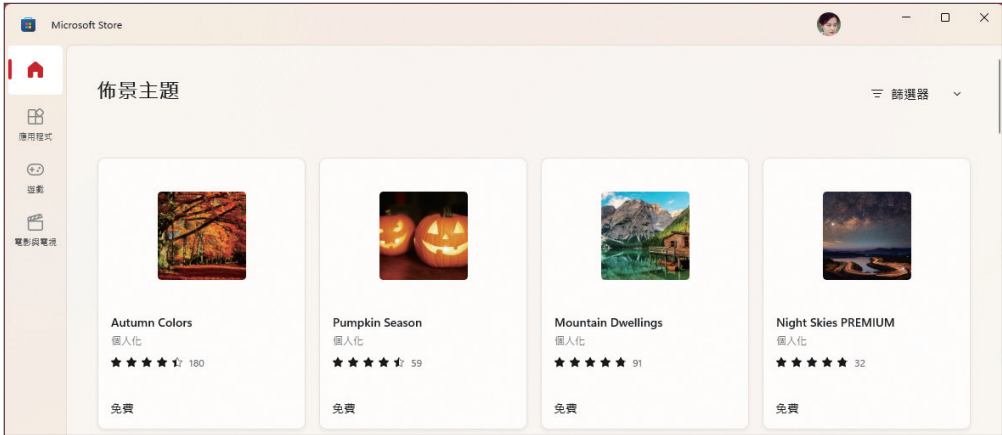 Microsoft Store
佈景主題
篩選器
應用程式
遊戲
電影與電視
Autumn Colors
個人化
180
免費
Pumpkin Season
個人化
59
免費
Mountain Dwellings
個人化
91
免費
Night Skies PREMIUM
個人化
32
免費